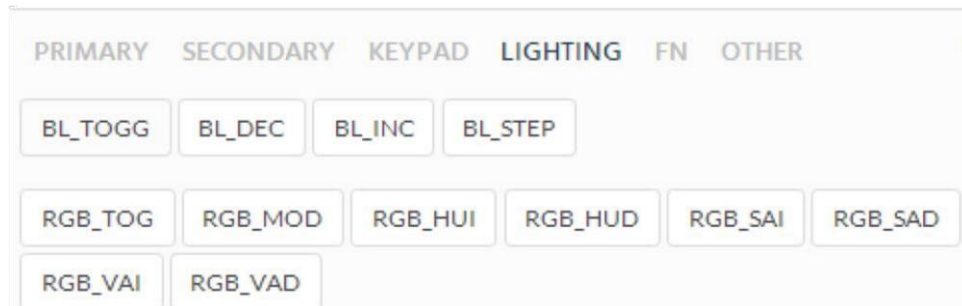 PRIMARY SECONDARY KEYPAD LIGHTING FN OTHER
BL_TOGG BL_DEC BL_INC BL_STEP
RGB_TOG RGB_MOD RGB_HUI RGB_HUD RGB_SAI RGB_SAD
RGB_VAI RGB_VAD